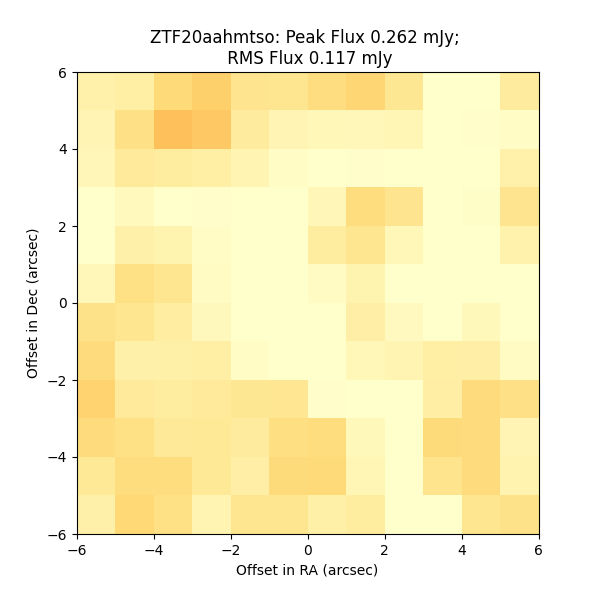 ZTF20aahmtso: Peak Flux 0.262 mJy;
RMS Flux 0.117 mJy
6
4
2
0
−2
−4
−6
Offset in Dec (arcsec)
−6 −4 −2 0 2 4 6
Offset in RA (arcsec)